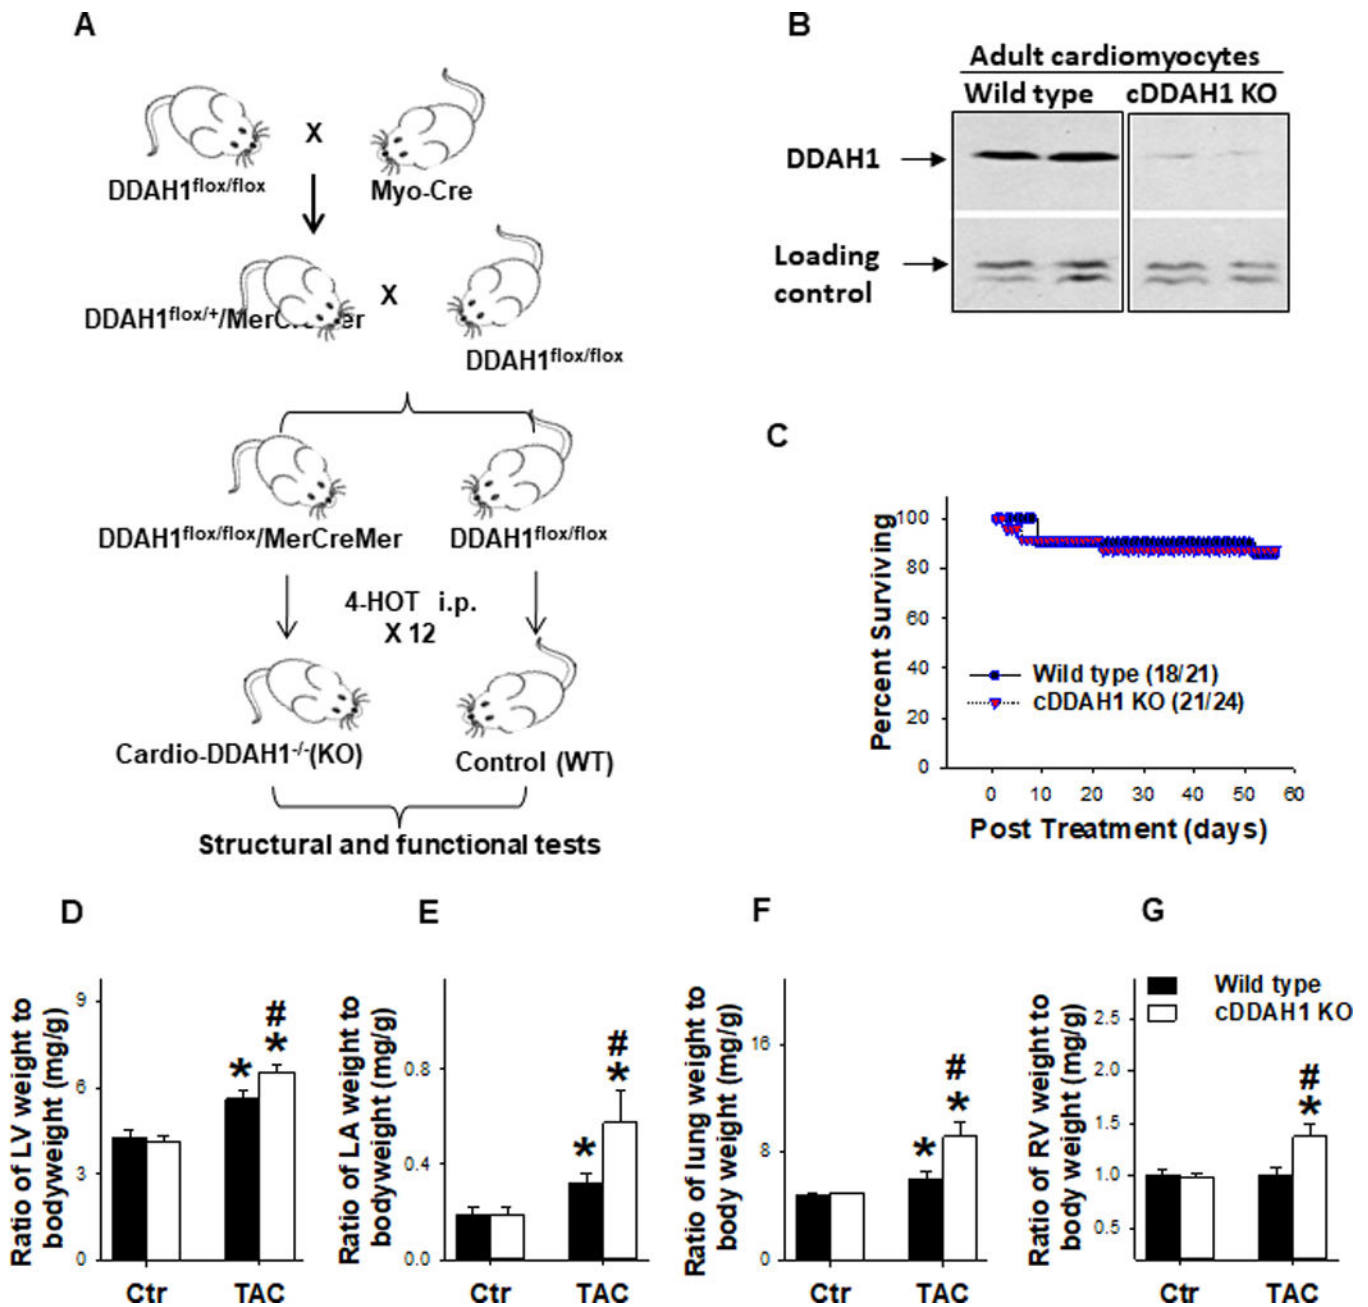 A
X
DDAH1flox/flox
Myo-Cre
X
DDAH1flox/+/MerCreMer
DDAH1flox/flox
DDAH1flox/flox/MerCreMer
DDAH1flox/flox
4-HOT i.p.
X 12
Cardio-DDAH1-/-(KO)
Control (WT)
Structural and functional tests
B
Adult cardiomyocytes
Wild type
cDDAH1 KO
DDAH1
Loading
control
C
Percent Surviving
100
80
60
40
20
0
Wild type (18/21)
cDDAH1 KO (21/24)
0 10 20 30 40 50 60
Post Treatment (days)
D
Ratio of LV weight to
bodyweight (mg/g)
9
6
3
0
*
#
*
Ctr TAC
E
Ratio of LA weight to
bodyweight (mg/g)
0.8
0.4
0.0
*
#
*
Ctr TAC
F
Ratio of lung weight to
body weight (mg/g)
16
8
0
*
#
*
Ctr TAC
G
Ratio of RV weight to
body weight (mg/g)
2.5
2.0
1.5
1.0
0.5
Wild type
cDDAH1 KO
#
*
Ctr TAC